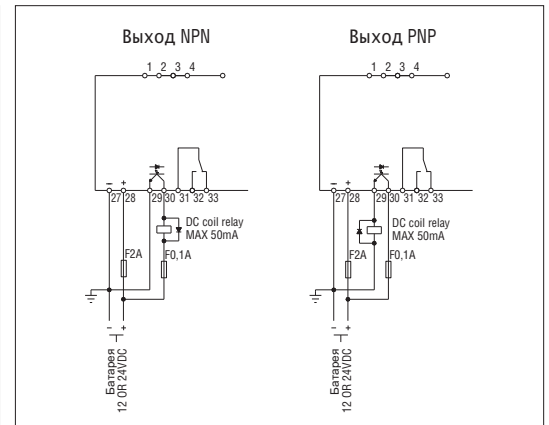 Выход NPN
1 2 3 4
– +
27 28 29 30 31 32 33
DC coil relay
MAX 50mA
F2A F0,1A
– +
Батарея
12 OR 24VDC
Выход PNP
1 2 3 4
– +
27 28 29 30 31 32 33
DC coil relay
MAX 50mA
F2A F0,1A
– +
Батарея
12 OR 24VDC